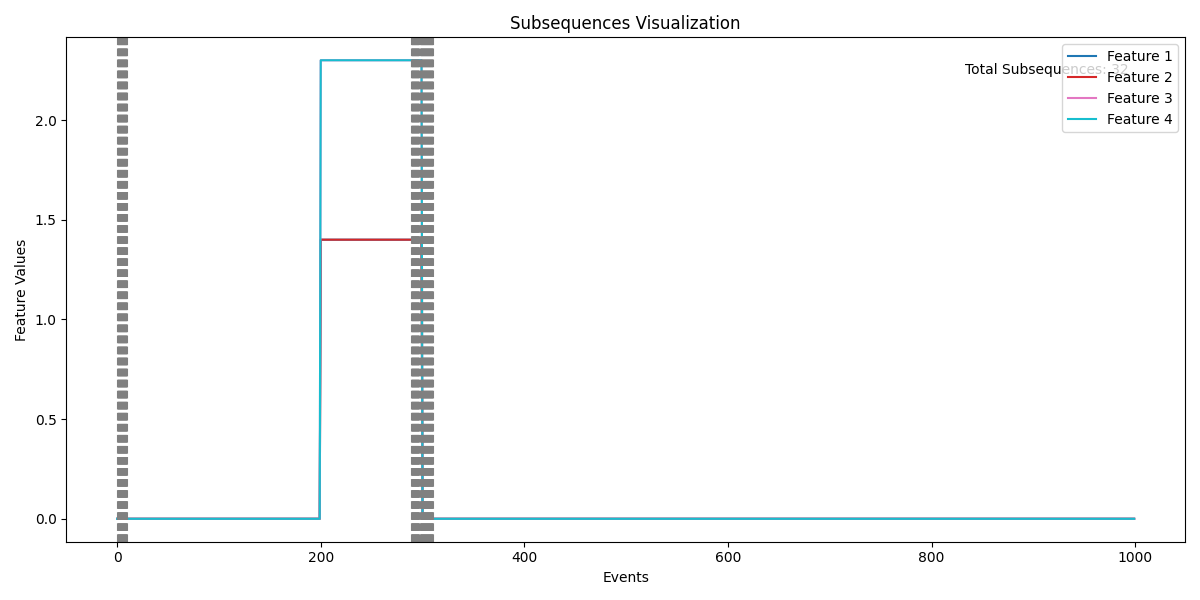 Subsequences Visualization
Total Subsequences: 32
Feature 1
Feature 2
Feature 3
Feature 4
2.0
1.5
1.0
0.5
0.0
Feature Values
0
200
400
600
800
1000
Events